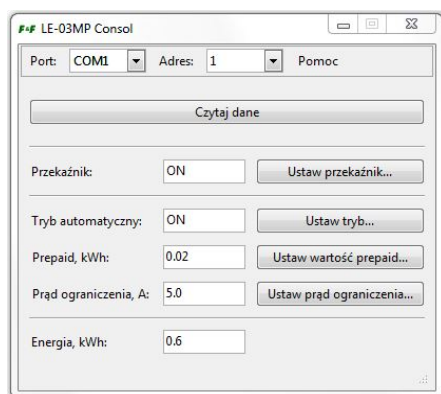 F&F LE-03MP Consol
Port: COM1 Adres: 1 Pomoc
Czytaj dane
Przekaźnik: ON Ustaw przekaźnik...
Tryb automatyczny: ON Ustaw tryb...
Prepaid, kWh: 0.02 Ustaw wartość prepaid...
Prąd ograniczenia, A: 5.0 Ustaw prąd ograniczenia...
Energia, kWh: 0.6